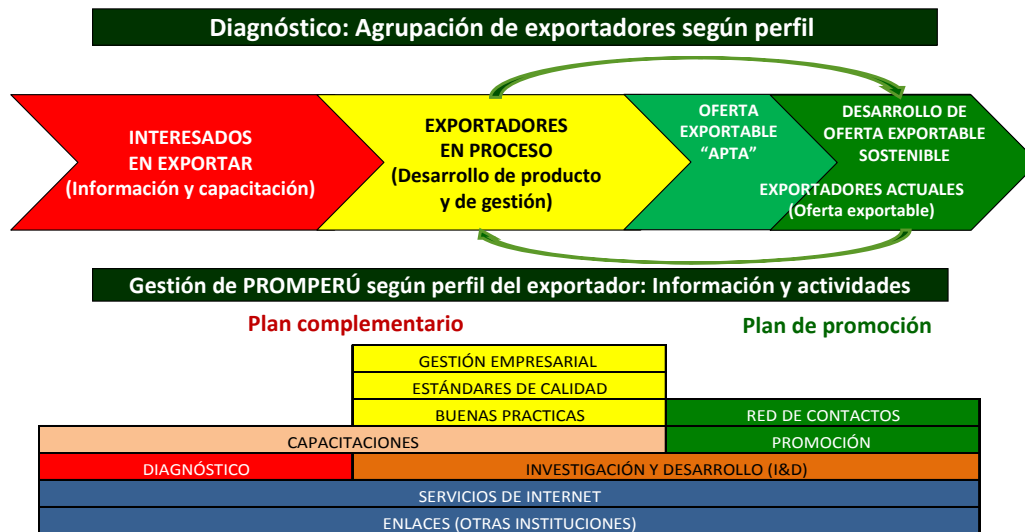 Diagnóstico: Agrupación de exportadores según perfil
INTERESADOS
EN EXPORTAR
(Información y capacitación)
EXPORTADORES
EN PROCESO
(Desarrollo de producto
y de gestión)
OFERTA
EXPORTABLE
“APTA”
DESARROLLO DE
OFERTA EXPORTABLE
SOSTENIBLE
EXPORTADORES ACTUALES
(Oferta exportable)
Gestión de PROMPERÚ según perfil del exportador: Información y actividades
Plan complementario
Plan de promoción
GESTIÓN EMPRESARIAL
ESTÁNDARES DE CALIDAD
BUENAS PRACTICAS
RED DE CONTACTOS
CAPACITACIONES
PROMOCIÓN
DIAGNÓSTICO
INVESTIGACIÓN Y DESARROLLO (I&D)
SERVICIOS DE INTERNET
ENLACES (OTRAS INSTITUCIONES)